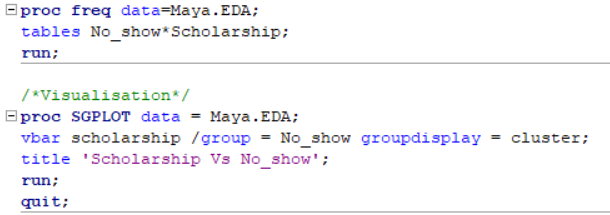 proc freq data=Maya.EDA;
tables No_show*Scholarship;
run;
/*Visualisation*/
proc SGPLOT data = Maya.EDA;
vbar scholarship /group = No_show groupdisplay = cluster;
title 'Scholarship Vs No_show';
run;
quit;